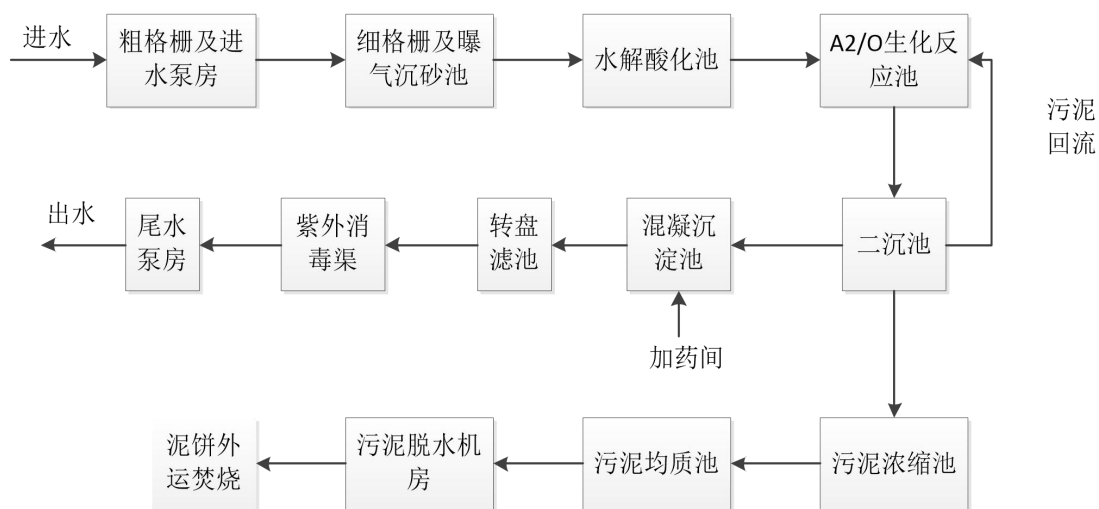 进水
粗格栅及进
水泵房
细格栅及曝
气沉砂池
水解酸化池
A2/O生化反
应池
污泥
回流
出水
尾水
泵房
紫外消
毒渠
转盘
滤池
混凝沉
淀池
二沉池
加药间
泥饼外
运焚烧
污泥脱水机
房
污泥均质池
污泥浓缩池